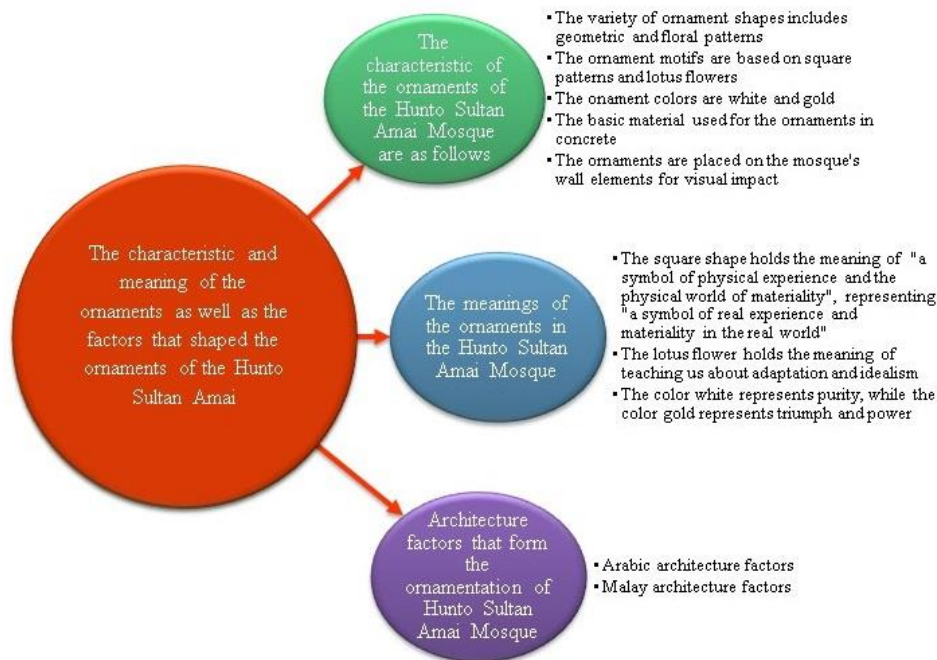 The characteristic and
meaning of the
ornaments as well as the
factors that shaped the
ornaments of the Hunto
Sultan Amai
The
characteristic of
the ornaments of
the Hunto Sultan
Amai Mosque
are as follows
▪ The variety of ornament shapes includes
geometric and floral patterns
▪ The ornament motifs are based on square
patterns and lotus flowers
▪ The onament colors are white and gold
▪ The basic material used for the ornaments in
concrete
▪ The ornaments are placed on the mosque's
wall elements for visual impact
The meanings of
the ornaments in
the Hunto Sultan
Amai Mosque
▪ The square shape holds the meaning of "a
symbol of physical experience and the
physical world of materiality", representing
"a symbol of real experience and
materiality in the real world"
▪ The lotus flower holds the meaning of
teaching us about adaptation and idealism
▪ The color white represents purity, while the
color gold represents triumph and power
Architecture
factors that form
the
ornamentation of
Hunto Sultan
Amai Mosque
▪ Arabic architecture factors
▪ Malay architecture factors